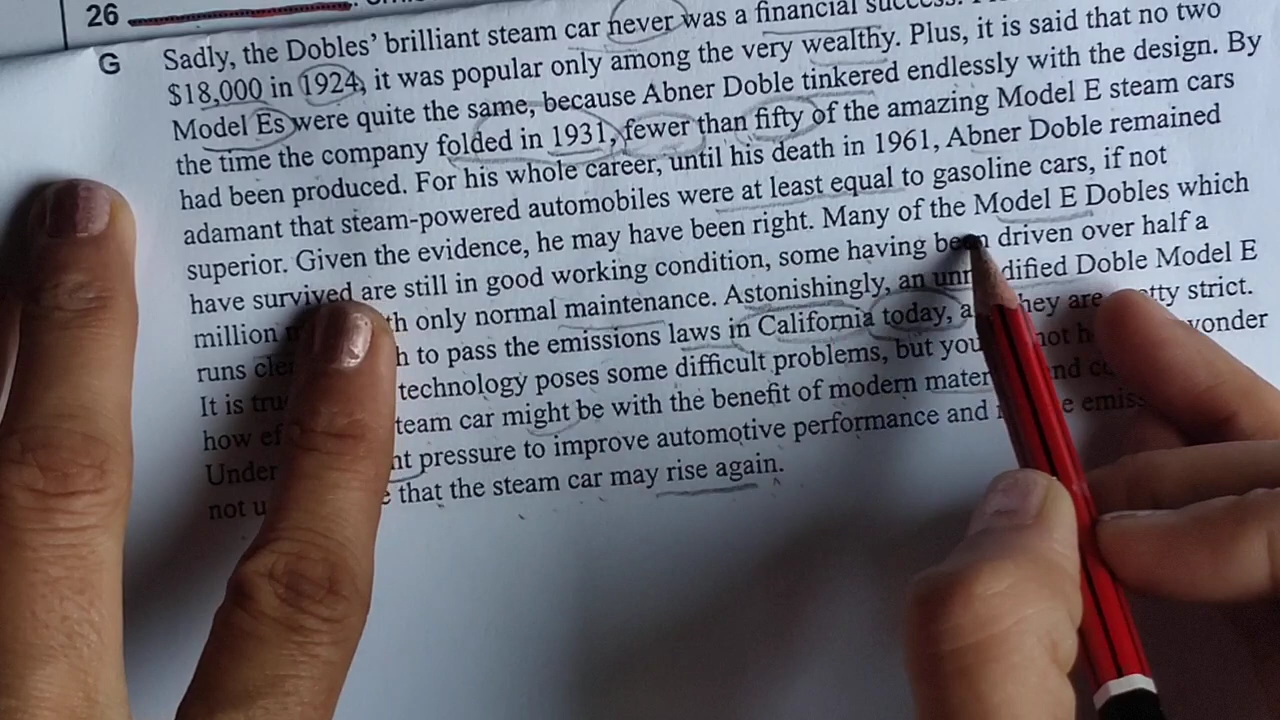 26
G Sadly, the Dobles' brilliant steam car never was a financial success.
$18,000 in 1924, it was popular only among the very wealthy. Plus, it is said that no two
Model Es were quite the same, because Abner Doble tinkered endlessly with the design. By
the time the company folded in 1931, fewer than fifty of the amazing Model E steam cars
had been produced. For his whole career, until his death in 1961, Abner Doble remained
adamant that steam-powered automobiles were at least equal to gasoline cars, if not
superior. Given the evidence, he may have been right. Many of the Model E Dobles which
have survived are still in good working condition, some having been driven over half a
million only normal maintenance. Astonishingly, an unmodified Doble Model E
runs to pass the emissions laws in California today, they are strict.
It is technology poses some difficult problems, but you not wonder
how team car might be with the benefit of modern
Under pressure to improve automotive performance and
not that the steam car may rise again.